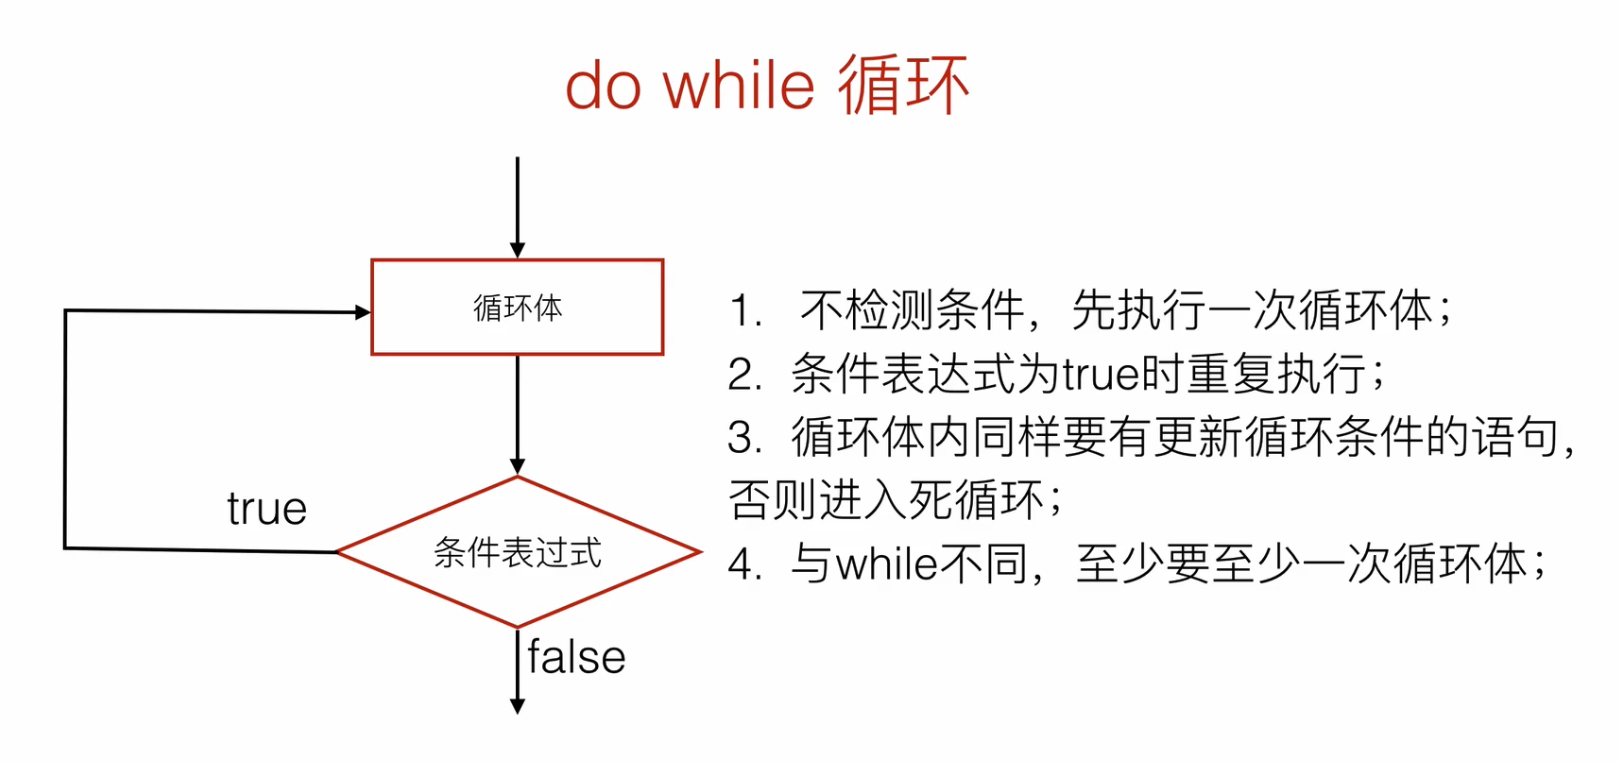 do while 循环
循环体
1. 不检测条件，先执行一次循环体；
2. 条件表达式为true时重复执行；
3. 循环体内同样要有更新循环条件的语句，
否则进入死循环；
true
条件表过式
4. 与while不同，至少要至少一次循环体；
false